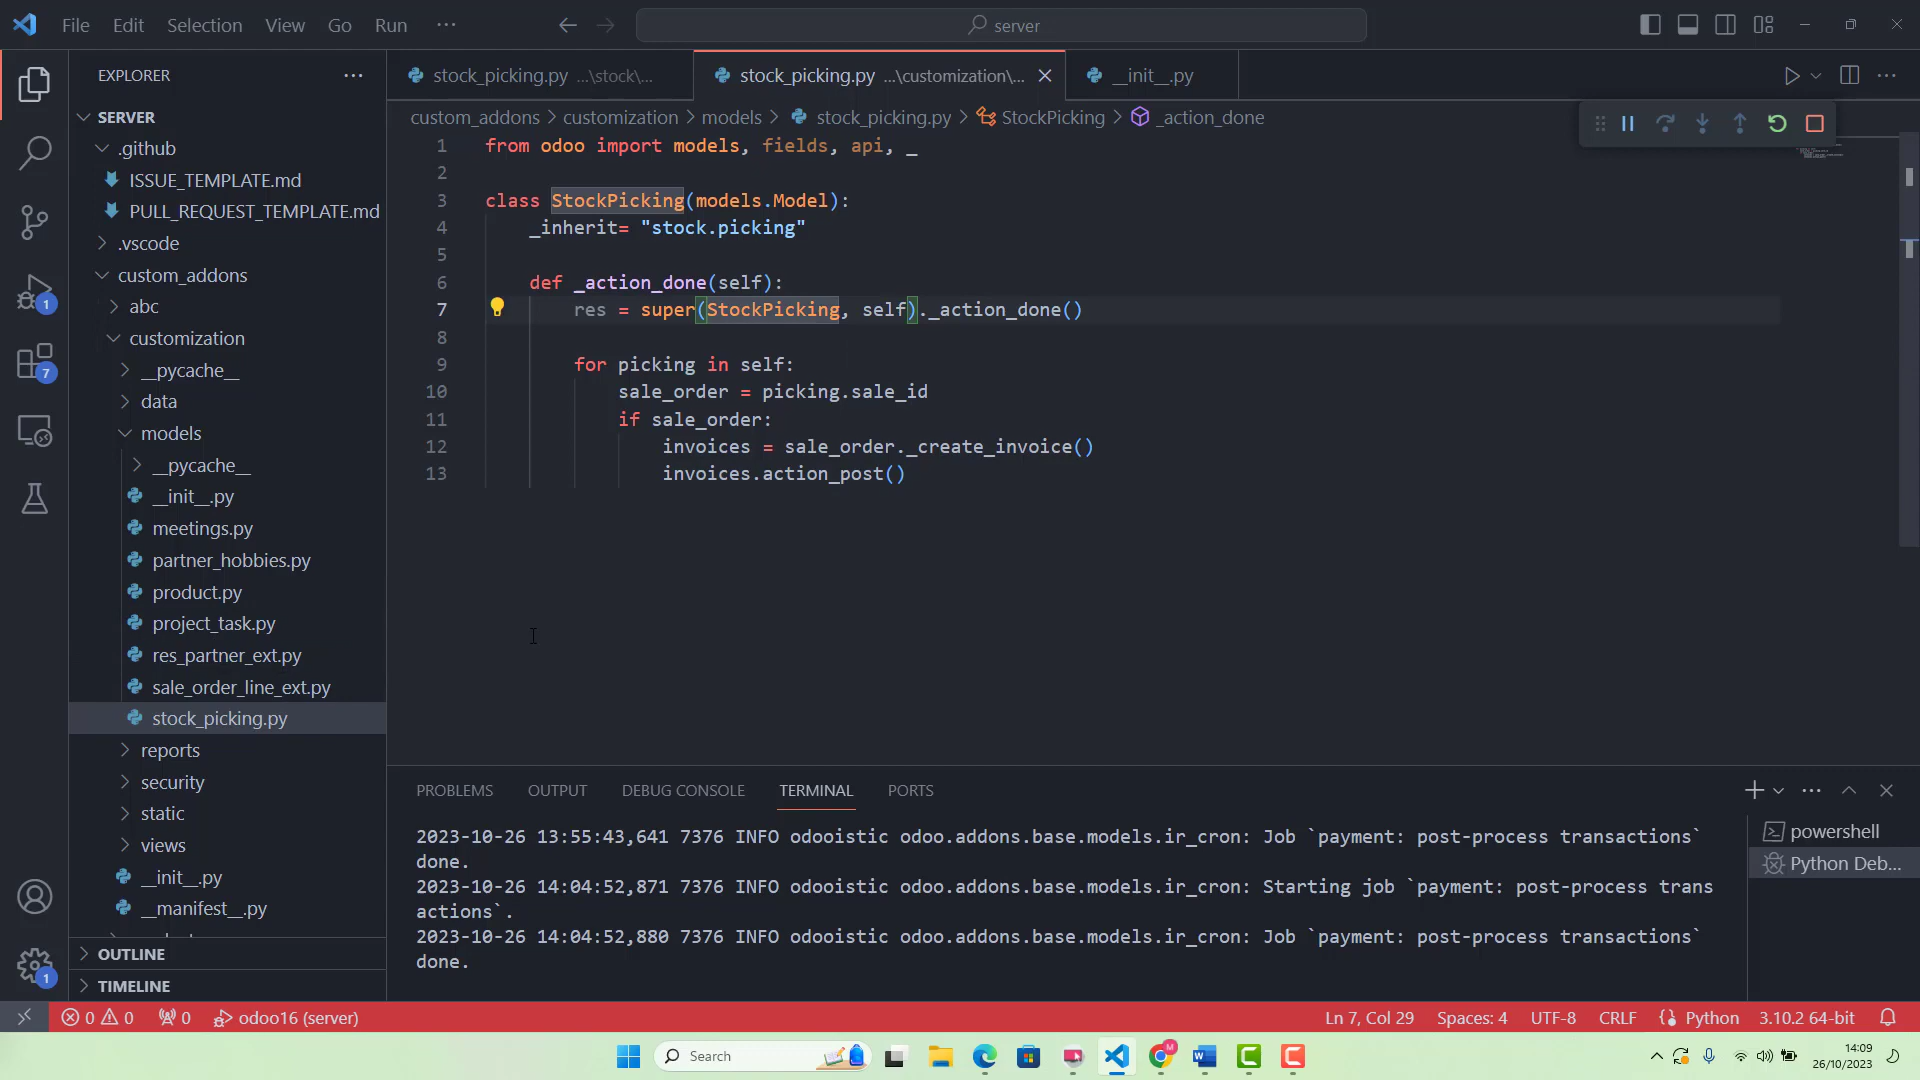 File Edit Selection View Go Run ···
server
EXPLORER ···
SERVER
.github
ISSUE_TEMPLATE.md
PULL_REQUEST_TEMPLATE.md
.vscode
custom_addons
abc
customization
__pycache__
data
models
__pycache__
__init__.py
meetings.py
partner_hobbies.py
product.py
project_task.py
res_partner_ext.py
sale_order_line_ext.py
stock_picking.py
reports
security
static
views
__init__.py
__manifest__.py
OUTLINE
TIMELINE
1
7
1
stock_picking.py ...\stock\...
stock_picking.py ...\customization\...
__init__.py
custom_addons > customization > models > stock_picking.py > StockPicking > _action_done
1 from odoo import models, fields, api, _
2
3 class StockPicking(models.Model):
4 _inherit= "stock.picking"
5
6 def _action_done(self):
7 res = super(StockPicking, self)._action_done()
8
9 for picking in self:
10 sale_order = picking.sale_id
11 if sale_order:
12 invoices = sale_order._create_invoice()
13 invoices.action_post()
PROBLEMS OUTPUT DEBUG CONSOLE TERMINAL PORTS
2023-10-26 13:55:43,641 7376 INFO odooistic odoo.addons.base.models.ir_cron: Job `payment: post-process transactions`
done.
2023-10-26 14:04:52,871 7376 INFO odooistic odoo.addons.base.models.ir_cron: Starting job `payment: post-process trans
actions`.
2023-10-26 14:04:52,880 7376 INFO odooistic odoo.addons.base.models.ir_cron: Job `payment: post-process transactions`
done.
powershell
Python Deb...
0 0 0 odoo16 (server)
Ln 7, Col 29 Spaces: 4 UTF-8 CRLF Python 3.10.2 64-bit
Search
14:09
26/10/2023